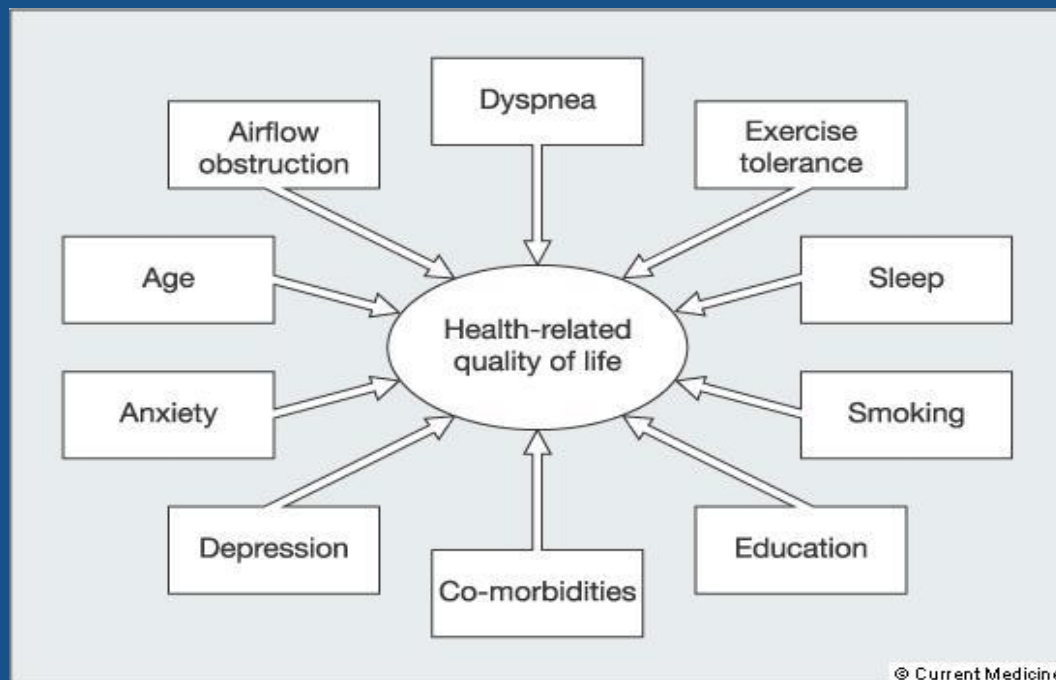 Dyspnea
Airflow
obstruction
Exercise
tolerance
Age
Sleep
Health-related
quality of life
Anxiety
Smoking
Depression
Education
Co-morbidities
© Current Medicine